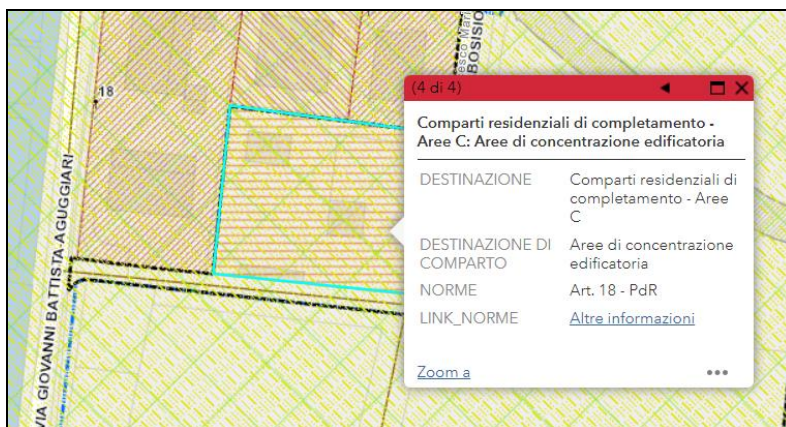 esco Mari
BOSISIO
18
VIA GIOVANNI BATTISTA AGUGGIARI
(4 di 4)
Comparti residenziali di completamento -
Aree C: Aree di concentrazione edificatoria
DESTINAZIONE
Comparti residenziali di
completamento - Aree
C
DESTINAZIONE DI
COMPARTO
Aree di concentrazione
edificatoria
NORME
Art. 18 - PdR
LINK_NORME
Altre informazioni
Zoom a